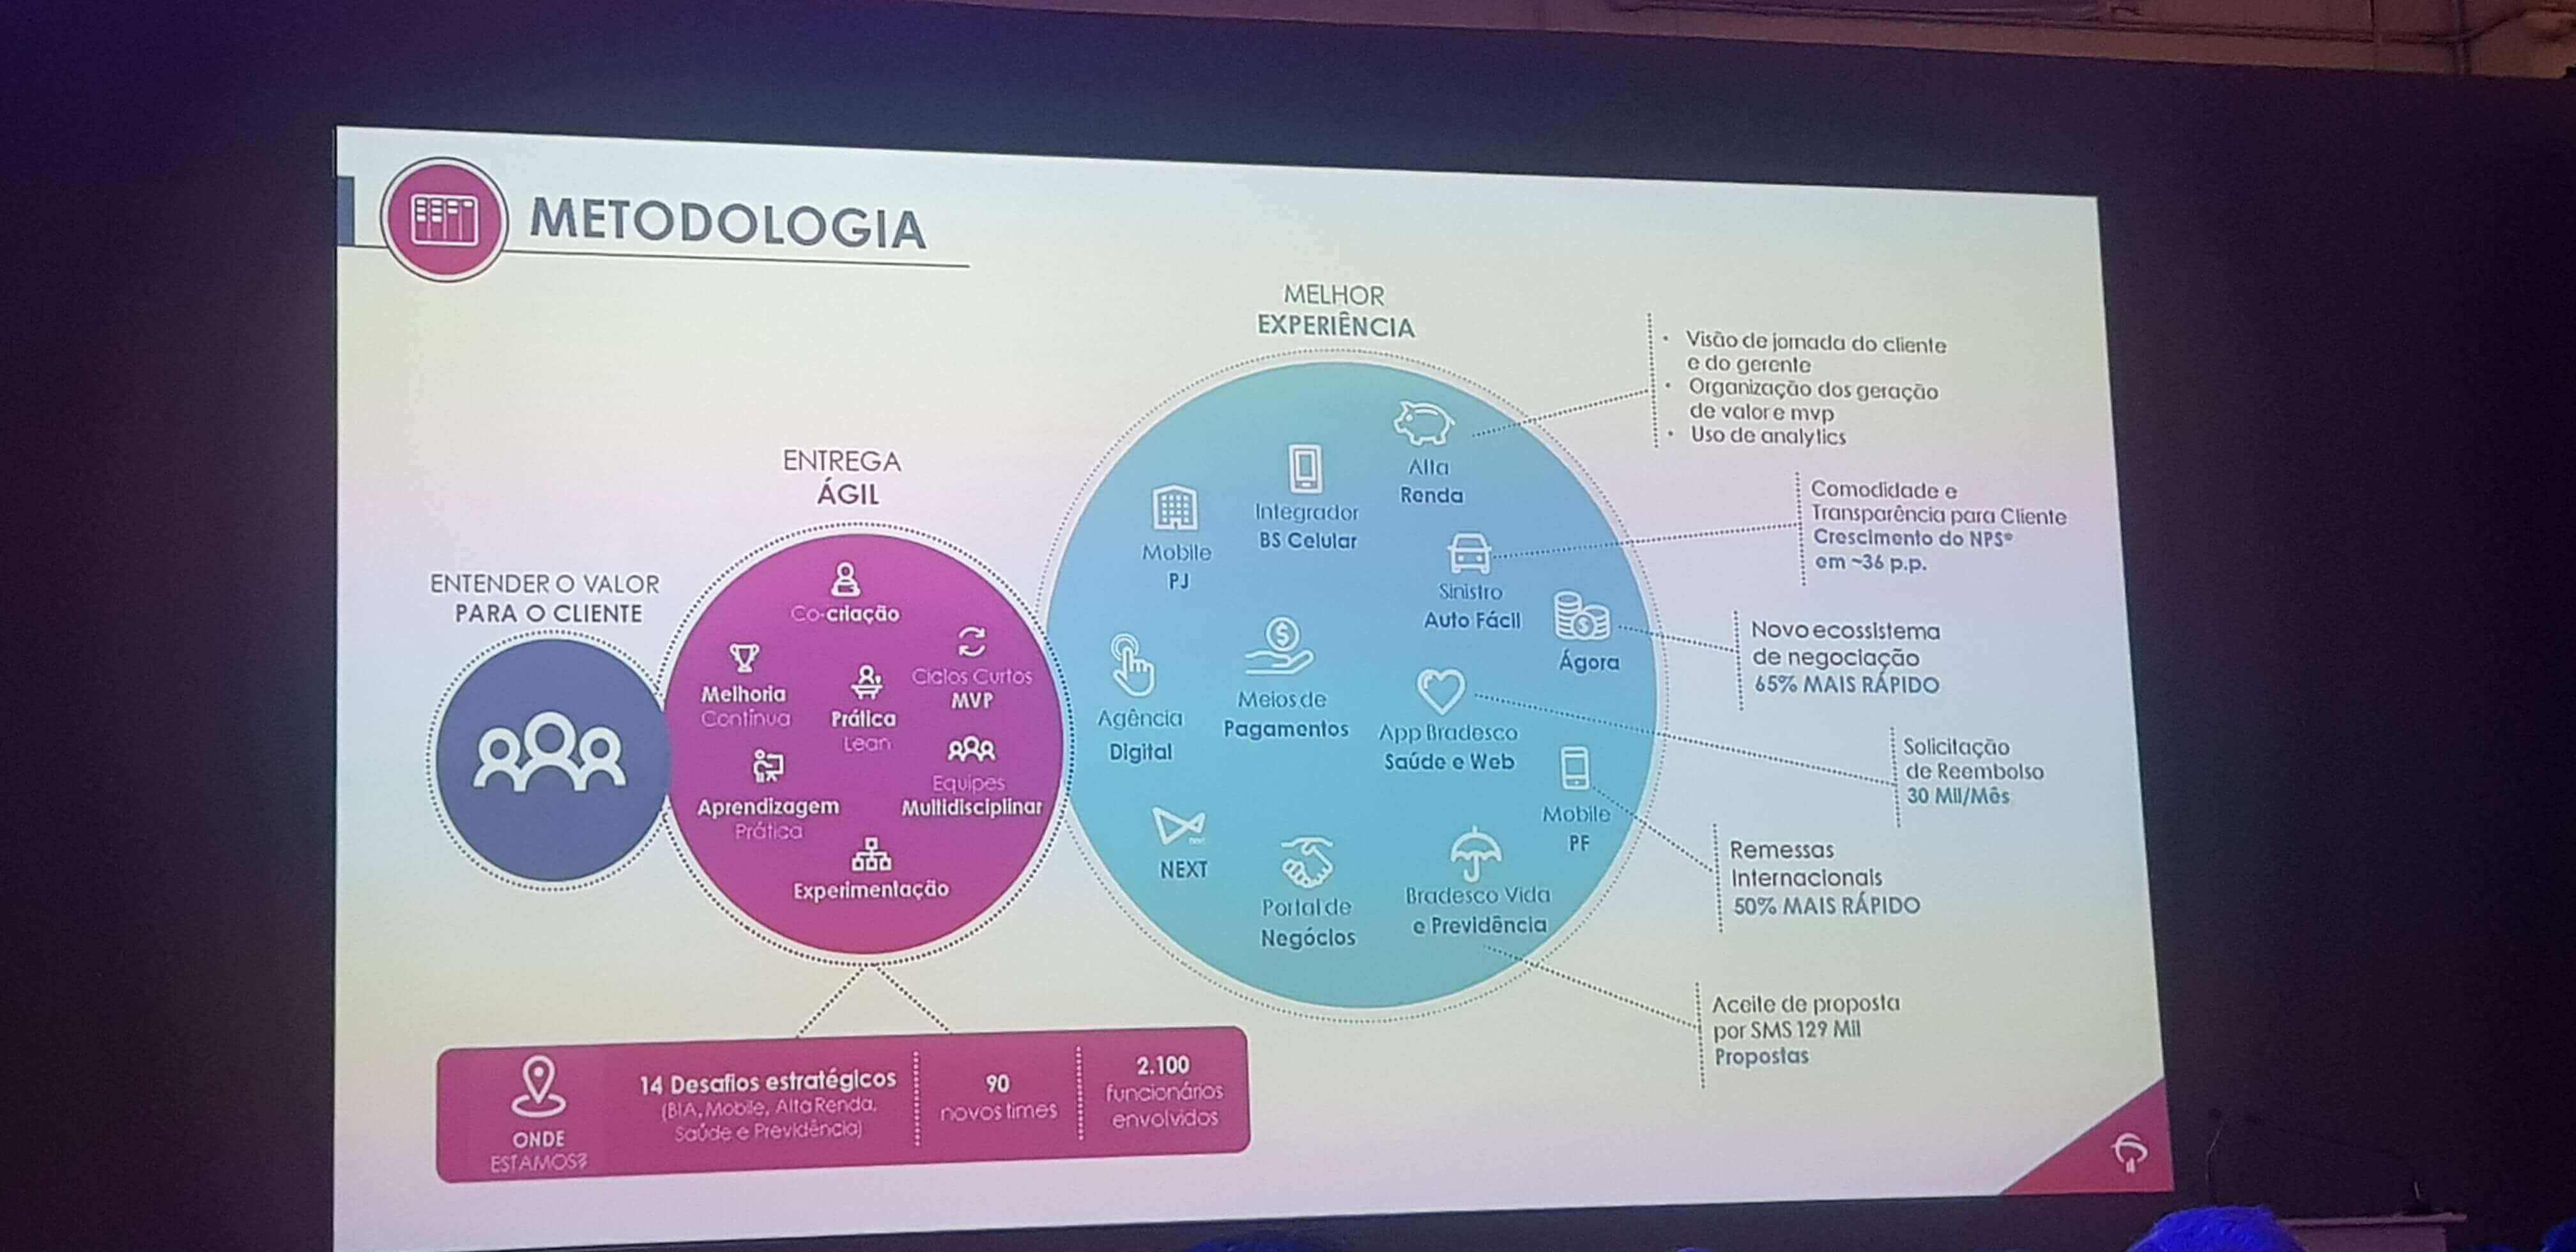 METODOLOGIA
ENTENDER O VALOR
PARA O CLIENTE
ENTREGA
ÁGIL
Co-criação
Melhoria
Contínua
Prática
Lean
Ciclos Curtos
MVP
Aprendizagem
Prática
Equipes
Multidisciplinar
Experimentação
MELHOR
EXPERIÊNCIA
Alta
Renda
Integrador
BS Celular
Mobile
PJ
Sinistro
Auto Fácil
Ágora
Agência
Digital
Meios de
Pagamentos
App Bradesco
Saúde e Web
Mobile
PF
NEXT
Portal de
Negócios
Bradesco Vida
e Previdência
• Visão de jornada do cliente
e do gerente
• Organização dos geração
de valor e mvp
• Uso de analytics
Comodidade e
Transparência para Cliente
Crescimento do NPS®
em ~36 p.p.
Novo ecossistema
de negociação
65% MAIS RÁPIDO
Solicitação
de Reembolso
30 Mil/Mês
Remessas
Internacionais
50% MAIS RÁPIDO
Aceite de proposta
por SMS 129 Mil
Propostas
ONDE
ESTAMOS?
14 Desafios estratégicos
(BIA, Mobile, Alta Renda,
Saúde e Previdência)
90
novos times
2.100
funcionários
envolvidos